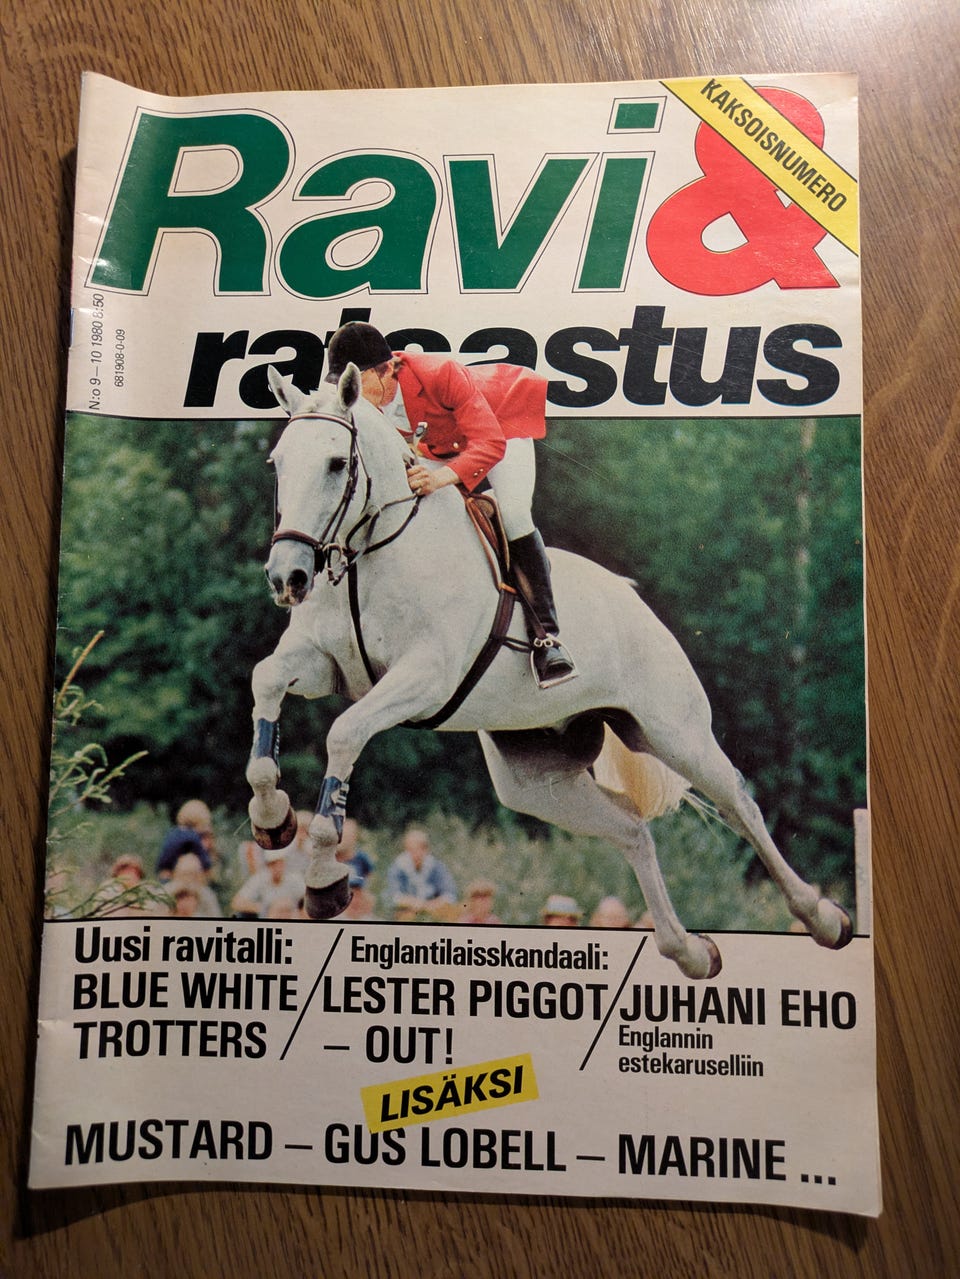 Ravi&
ratsastus
KAKSOISNUMERO
N:o 9–10 1980 8:50
681908-0-09
Uusi ravitalli:
BLUE WHITE
TROTTERS
Englantilaisskandaali:
LESTER PIGGOT
– OUT!
JUHANI EHO
Englannin
estekaruselliin
LISÄKSI
MUSTARD – GUS LOBELL – MARINE ...